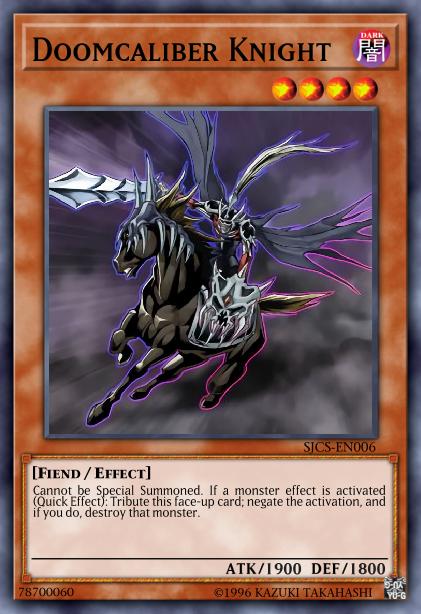 Doomcaliber Knight
DARK
闇
SJCS-EN006
[Fiend / Effect]
Cannot be Special Summoned. If a monster effect is activated
(Quick Effect): Tribute this face-up card; negate the activation, and
if you do, destroy that monster.
ATK/1900 DEF/1800
78700060
©1996 KAZUKI TAKAHASHI